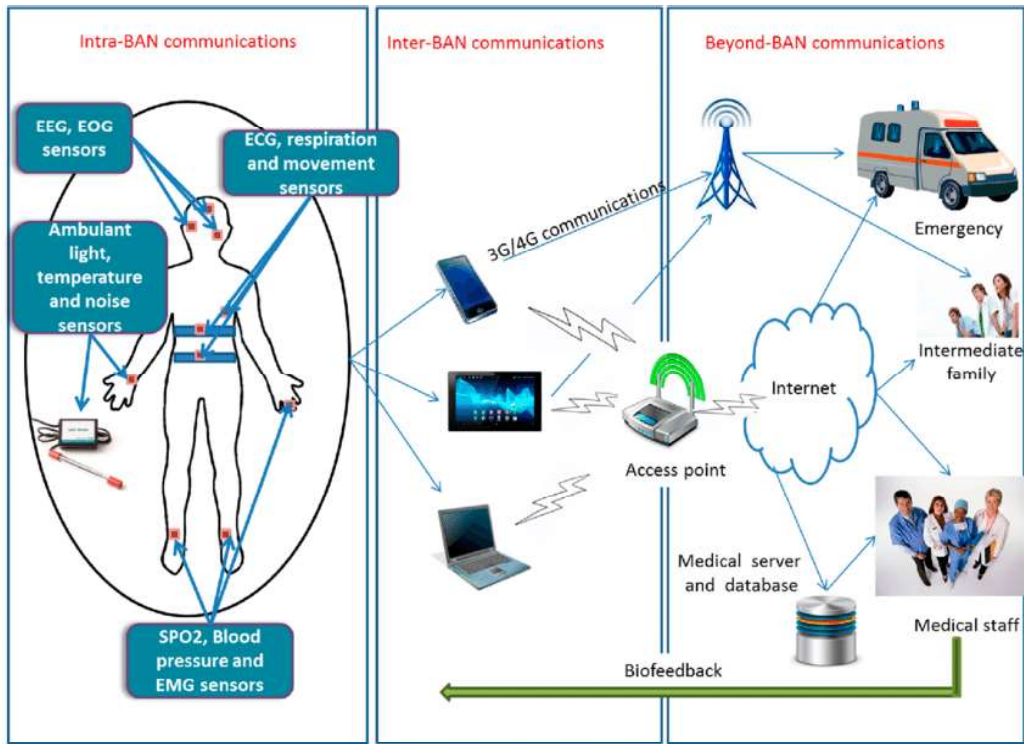 Intra-BAN communications
EEG, EOG
sensors
ECG, respiration
and movement
sensors
Ambulant
light,
temperature
and noise
sensors
SPO2, Blood
pressure and
EMG sensors
Inter-BAN communications
3G/4G communications
Access point
Beyond-BAN communications
Emergency
Intermediate
family
Internet
Medical server
and database
Medical staff
Biofeedback